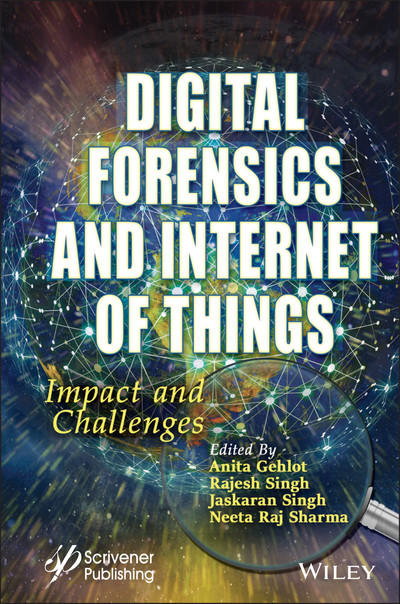 DIGITAL
FORENSICS
AND INTERNET
OF THINGS
Impact and
Challenges
Edited By
Anita Gehlot
Rajesh Singh
Jaskaran Singh
Neeta Raj Sharma
Scrivener
Publishing
WILEY